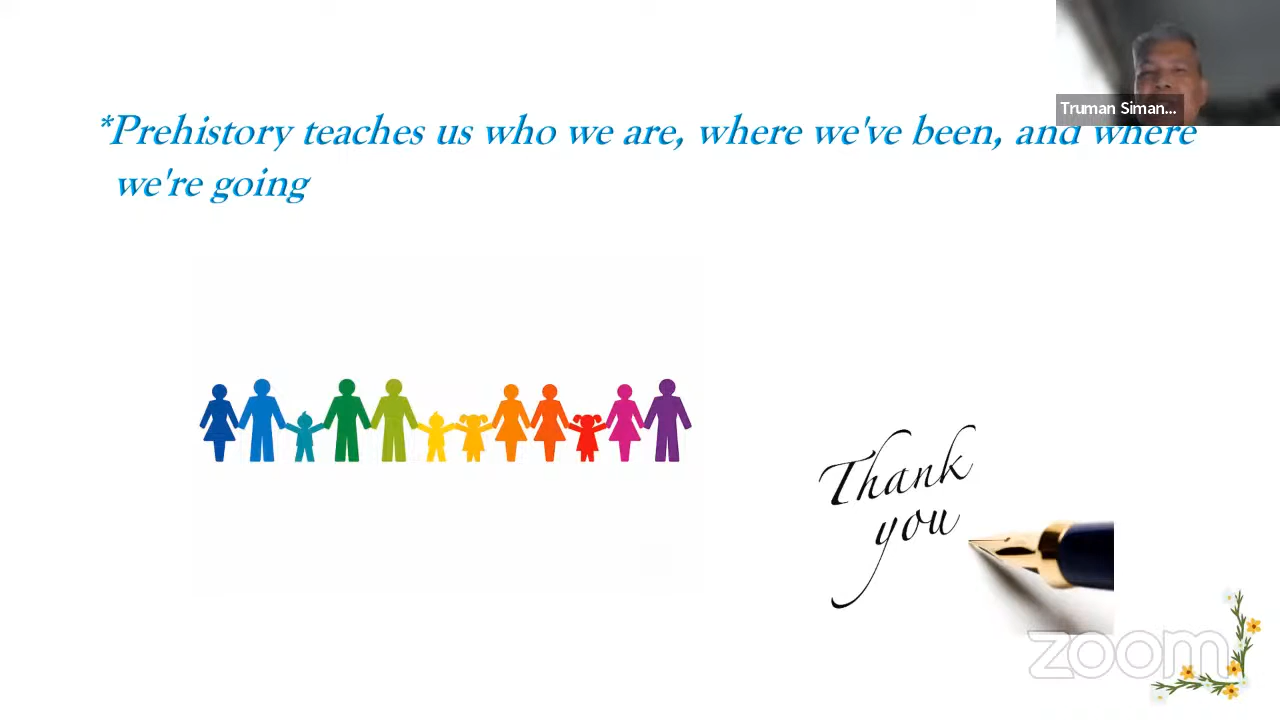 Truman Siman...
*Prehistory teaches us who we are, where we've been, and where
we're going
Thank
you
zoom